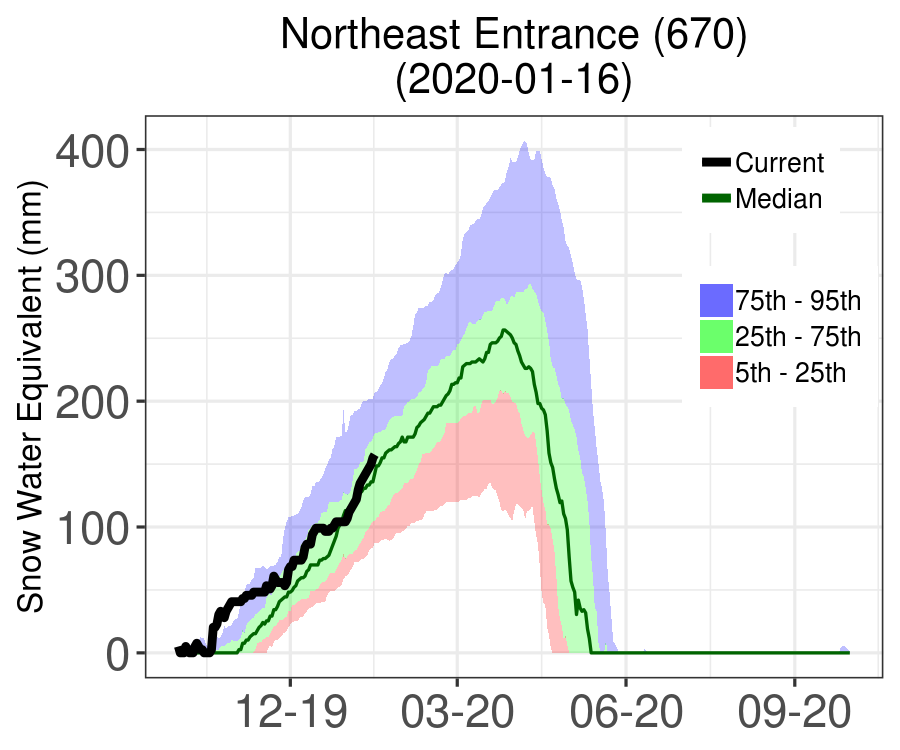 Northeast Entrance (670)
(2020-01-16)
Snow Water Equivalent (mm)
400
300
200
100
0
Current
Median
75th - 95th
25th - 75th
5th - 25th
12-19
03-20
06-20
09-20